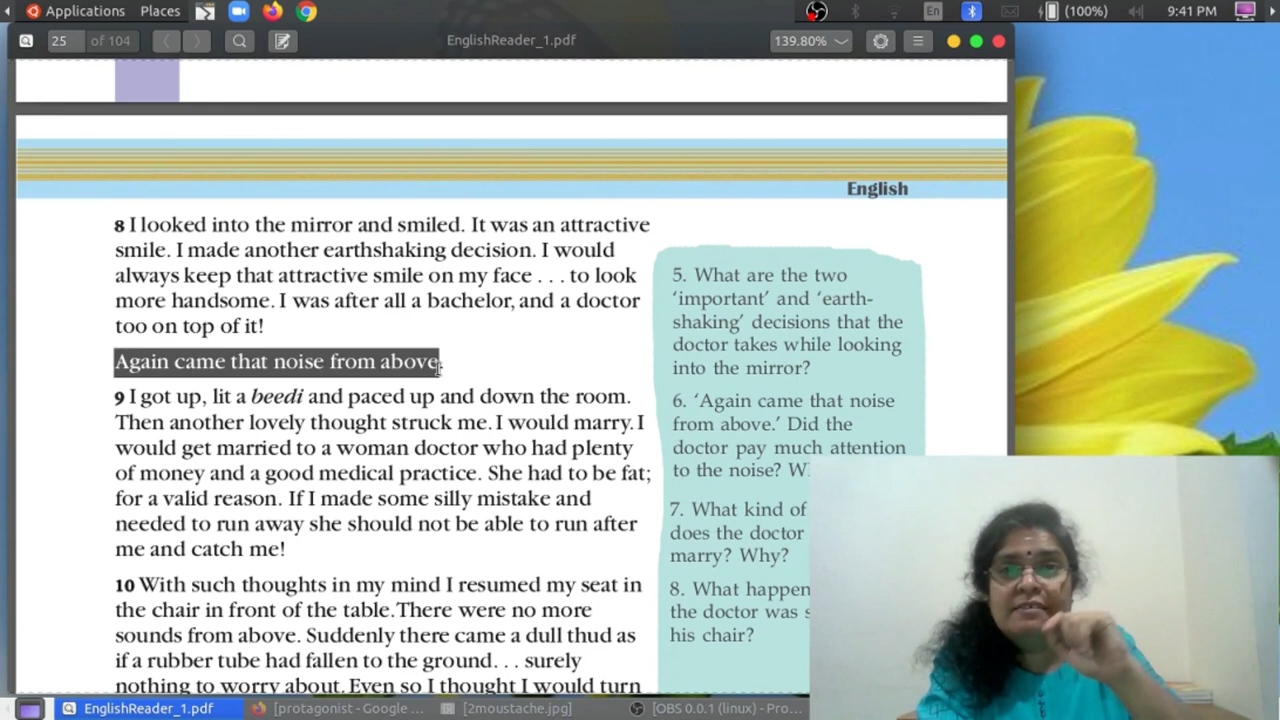 Applications Places En (100%) 9:41 PM
25 of 104 EnglishReader_1.pdf 139.80%
English
8 I looked into the mirror and smiled. It was an attractive
smile. I made another earthshaking decision. I would
always keep that attractive smile on my face . . . to look
more handsome. I was after all a bachelor, and a doctor
too on top of it!
Again came that noise from above.
9 I got up, lit a beedi and paced up and down the room.
Then another lovely thought struck me. I would marry. I
would get married to a woman doctor who had plenty
of money and a good medical practice. She had to be fat;
for a valid reason. If I made some silly mistake and
needed to run away she should not be able to run after
me and catch me!
10 With such thoughts in my mind I resumed my seat in
the chair in front of the table. There were no more
sounds from above. Suddenly there came a dull thud as
if a rubber tube had fallen to the ground. . . surely
nothing to worry about. Even so I thought I would turn
5. What are the two
‘important’ and ‘earth-
shaking’ decisions that the
doctor takes while looking
into the mirror?
6. ‘Again came that noise
from above.’ Did the
doctor pay much attention
to the noise?
7. What kind of
does the doctor
marry? Why?
8. What happen
the doctor was s
his chair?
EnglishReader_1.pdf [protagonist - Google ... [2moustache.jpg] [OBS 0.0.1 (linux) - Pro...